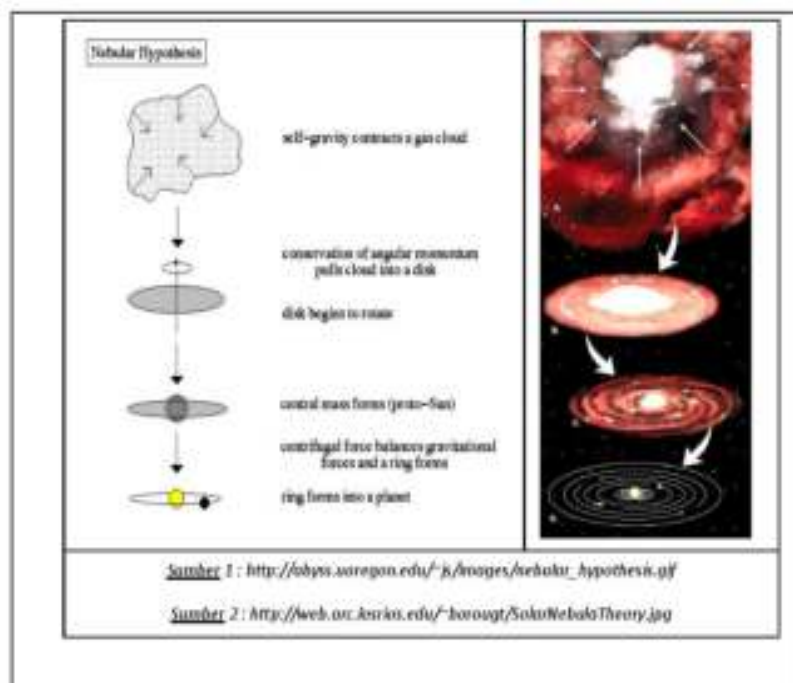 Nebular Hypothesis
self-gravity contracts a gas cloud
conservation of angular momentum
pulls cloud into a disk
disk begins to rotate
central mass forms (proto-Sun)
centrifugal force balances gravitational
forces and a ring forms
ring forms into a planet
Sumber 1 : http://abyss.uoregon.edu/~js/images/nebular_hypothesis.gif
Sumber 2 : http://web.arc.losrios.edu/~borougt/SolarNebulaTheory.jpg